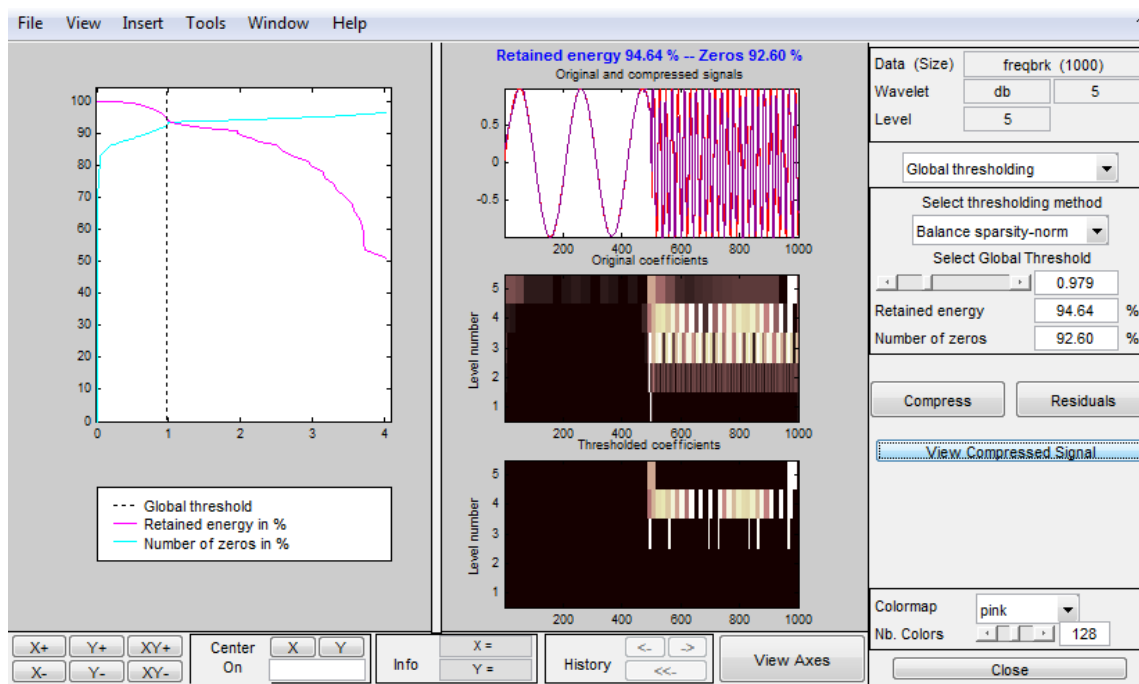 File View Insert Tools Window Help
100
90
80
70
60
50
40
30
20
10
0
0 1 2 3 4
Global threshold
Retained energy in %
Number of zeros in %
Retained energy 94.64 % -- Zeros 92.60 %
Original and compressed signals
0.5
0
-0.5
200 400 600 800 1000
Original coefficients
Level number
5
4
3
2
1
200 400 600 800 1000
Thresholded coefficients
Level number
5
4
3
2
1
200 400 600 800 1000
Data (Size) freqbrk (1000)
Wavelet db 5
Level 5
Global thresholding
Select thresholding method
Balance sparsity-norm
Select Global Threshold
0.979
Retained energy 94.64 %
Number of zeros 92.60 %
Compress Residuals
View Compressed Signal
Colormap pink
Nb. Colors 128
Close
X+ Y+ XY+
X- Y- XY-
Center On X Y
Info X = Y =
History <- -> <<-
View Axes